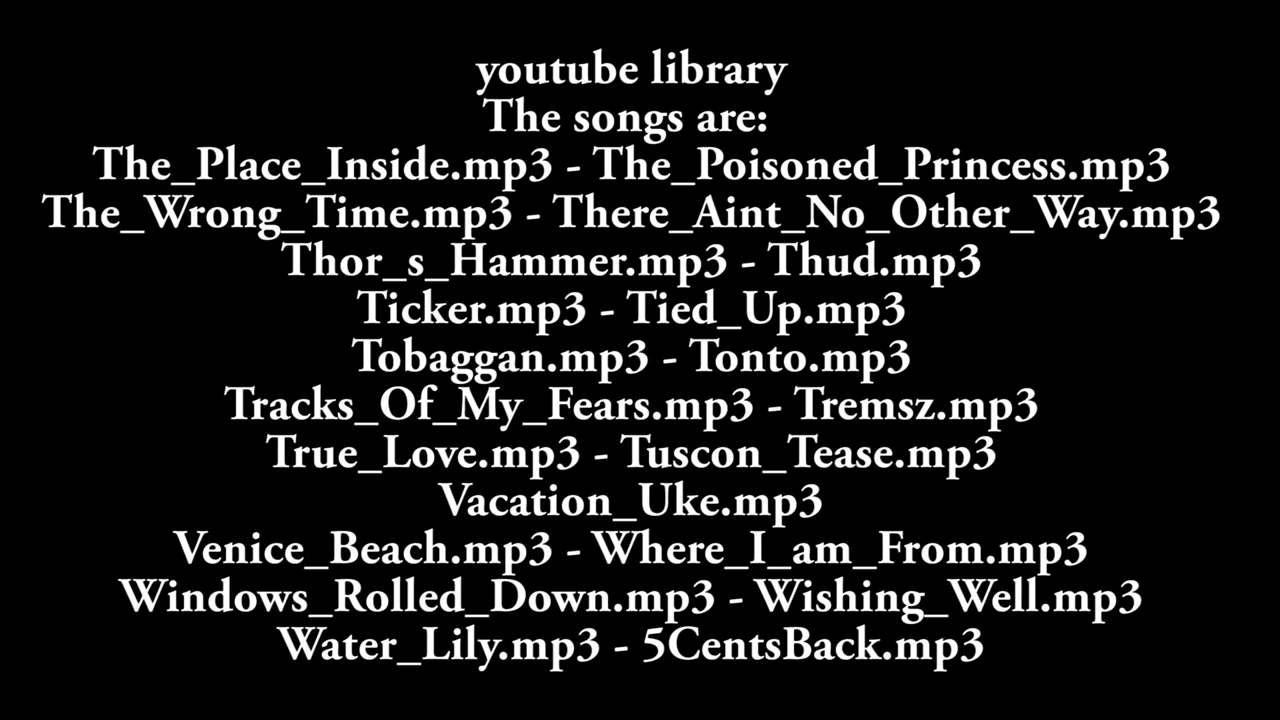 youtube library
The songs are:
The_Place_Inside.mp3 - The_Poisoned_Princess.mp3
The_Wrong_Time.mp3 - There_Aint_No_Other_Way.mp3
Thor_s_Hammer.mp3 - Thud.mp3
Ticker.mp3 - Tied_Up.mp3
Tobaggan.mp3 - Tonto.mp3
Tracks_Of_My_Fears.mp3 - Tremsz.mp3
True_Love.mp3 - Tuscon_Tease.mp3
Vacation_Uke.mp3
Venice_Beach.mp3 - Where_I_am_From.mp3
Windows_Rolled_Down.mp3 - Wishing_Well.mp3
Water_Lily.mp3 - 5CentsBack.mp3